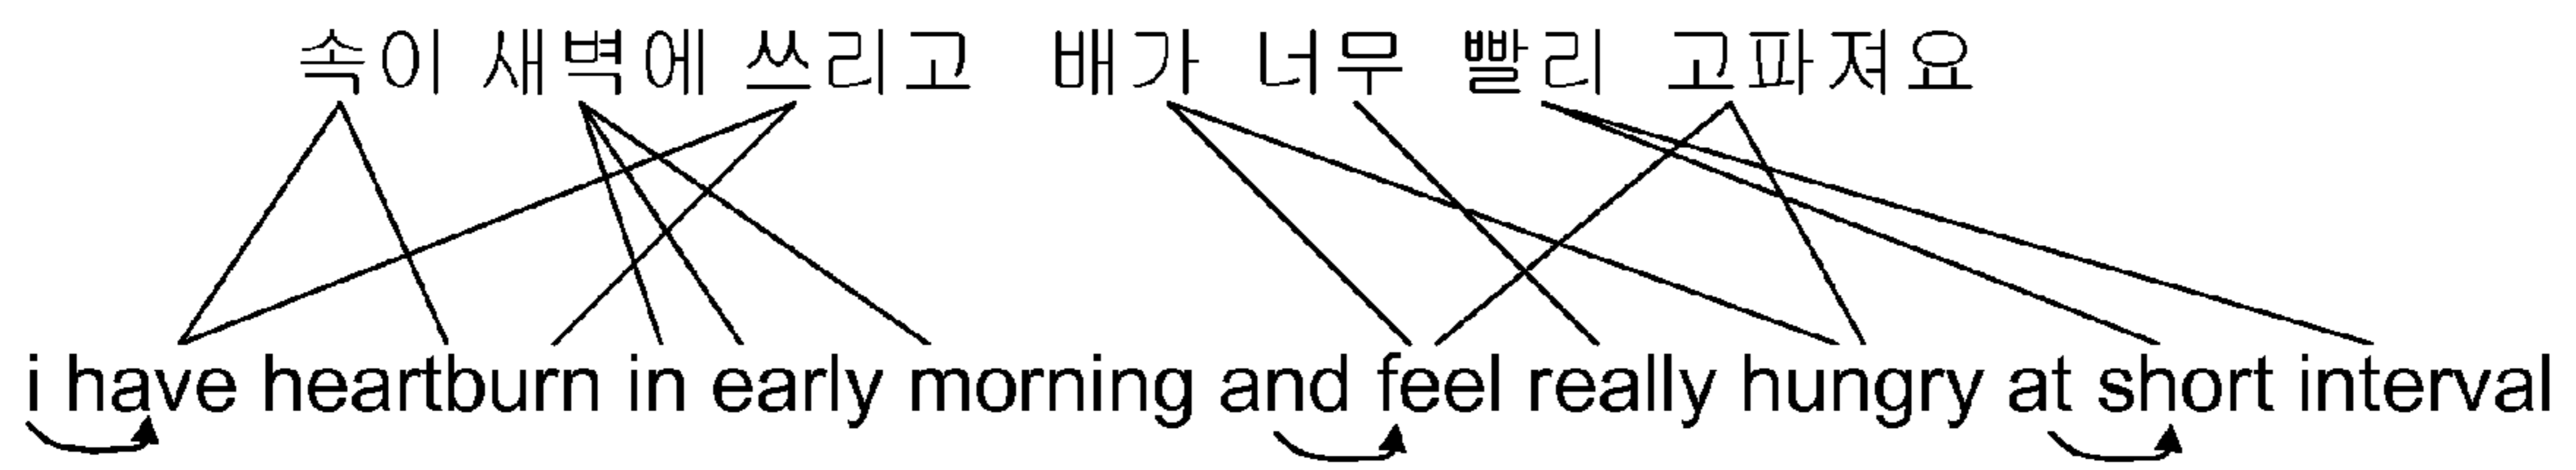 속이 새벽에 쓰리고 배가 너무 빨리 고파져요
i have heartburn in early morning and feel really hungry at short interval